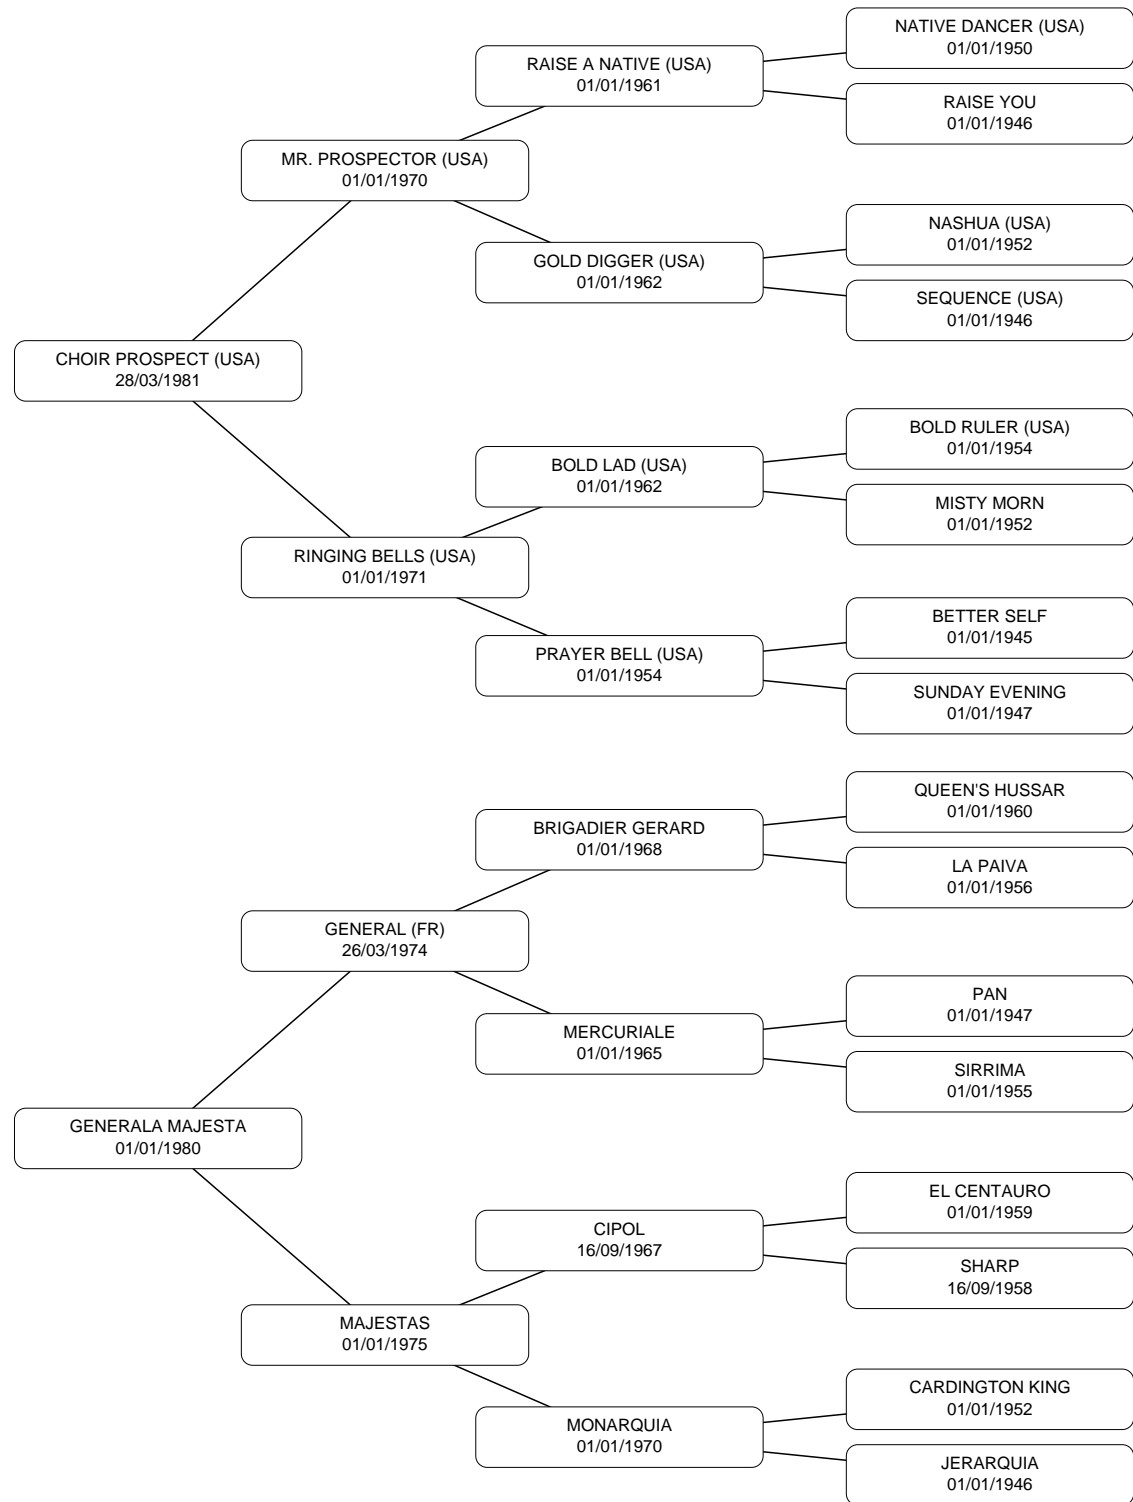 NATIVE DANCER (USA)
01/01/1950
RAISE A NATIVE (USA)
01/01/1961
RAISE YOU
01/01/1946
MR. PROSPECTOR (USA)
01/01/1970
NASHUA (USA)
01/01/1952
GOLD DIGGER (USA)
01/01/1962
SEQUENCE (USA)
01/01/1946
CHOIR PROSPECT (USA)
28/03/1981
BOLD RULER (USA)
01/01/1954
BOLD LAD (USA)
01/01/1962
MISTY MORN
01/01/1952
RINGING BELLS (USA)
01/01/1971
BETTER SELF
01/01/1945
PRAYER BELL (USA)
01/01/1954
SUNDAY EVENING
01/01/1947
QUEEN'S HUSSAR
01/01/1960
BRIGADIER GERARD
01/01/1968
LA PAIVA
01/01/1956
GENERAL (FR)
26/03/1974
PAN
01/01/1947
MERCURIALE
01/01/1965
SIRRIMA
01/01/1955
GENERALA MAJESTA
01/01/1980
EL CENTAURO
01/01/1959
CIPOL
16/09/1967
SHARP
16/09/1958
MAJESTAS
01/01/1975
CARDINGTON KING
01/01/1952
MONARQUIA
01/01/1970
JERARQUIA
01/01/1946